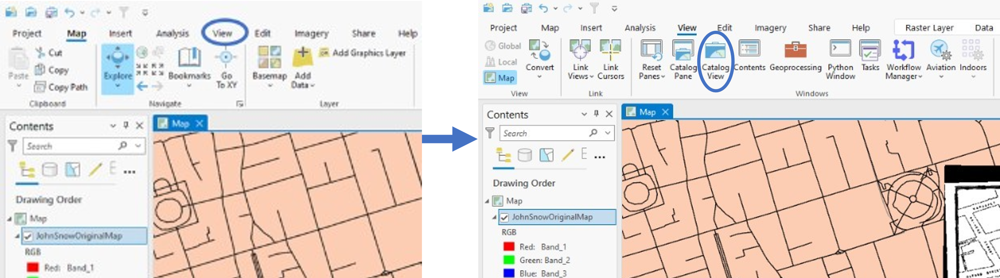 Project Map Insert Analysis View Edit Imagery Share Help
Paste
Cut
Copy
Copy Path
Clipboard
Explore
Bookmarks
Go
To XY
Navigate
Basemap
Add
Data
Add Graphics Layer
Layer
Contents
Map
Search
Drawing Order
Map
JohnSnowOriginalMap
RGB
Red: Band_1
Project Map Insert Analysis View Edit Imagery Share Help Raster Layer Data
Global
Local
Map
Convert
View
Link
Views
Link
Cursors
Link
Reset
Panes
Catalog
Pane
Catalog
View
Contents
Geoprocessing
Python
Window
Tasks
Workflow
Manager
Aviation
Indoors
Windows
Contents
Map
Search
Drawing Order
Map
JohnSnowOriginalMap
RGB
Red: Band_1
Green: Band_2
Blue: Band_3